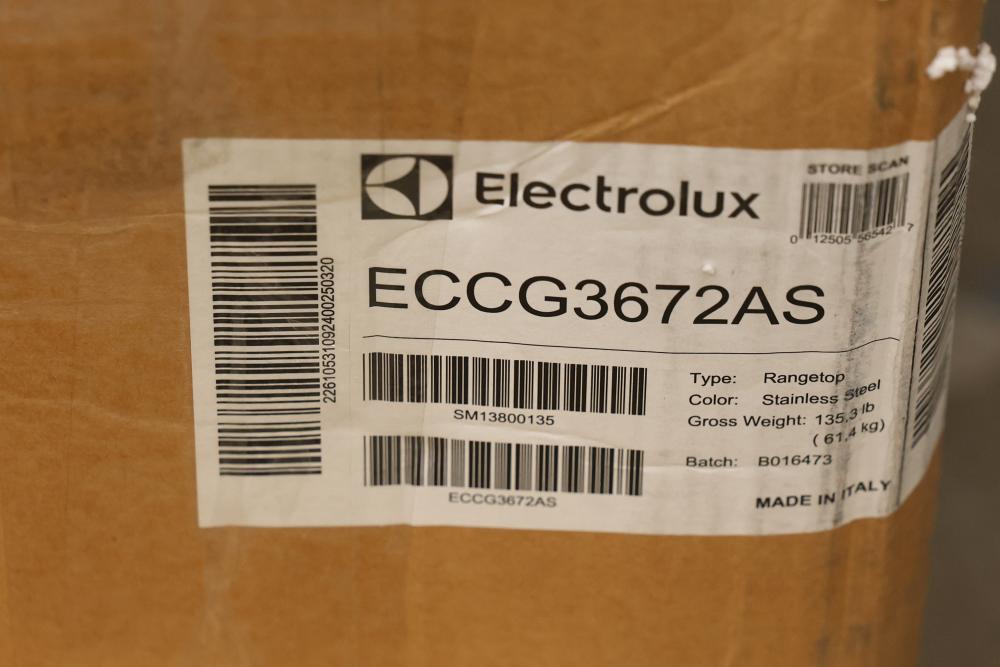 Electrolux
STORE SCAN
0 12505 56542 7
ECCG3672AS
22610531092400250320
SM13800135
ECCG3672AS
Type: Rangetop
Color: Stainless Steel
Gross Weight: 135,3 lb
( 61,4 kg)
Batch: B016473
MADE IN ITALY